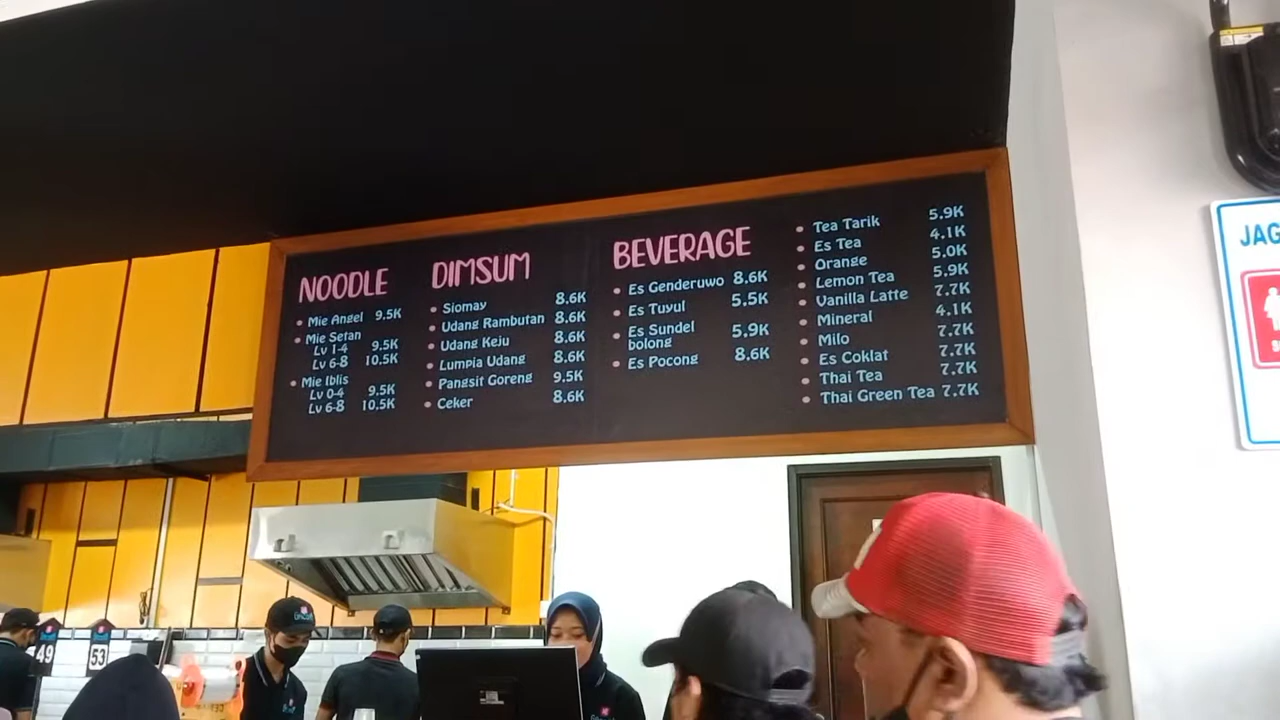 NOODLE
Mie Angel 9.5K
Mie Setan
Lv 1-4 9.5K
Lv 6-8 10.5K
Mie Iblis
Lv 0-4 9.5K
Lv 6-8 10.5K
DIMSUM
Siomay 8.6K
Udang Rambutan 8.6K
Udang Keju 8.6K
Lumpia Udang 8.6K
Pangsit Goreng 9.5K
Ceker 8.6K
BEVERAGE
Es Genderuwo 8.6K
Es Tuyul 5.5K
Es Sundel 5.9K
bolong
Es Pocong 8.6K
Tea Tarik 5.9K
Es Tea 4.1K
Orange 5.0K
Lemon Tea 5.9K
Vanilla Latte 7.7K
Mineral 4.1K
Milo 7.7K
Es Coklat 7.7K
Thai Tea 7.7K
Thai Green Tea 7.7K
JAG
49
53